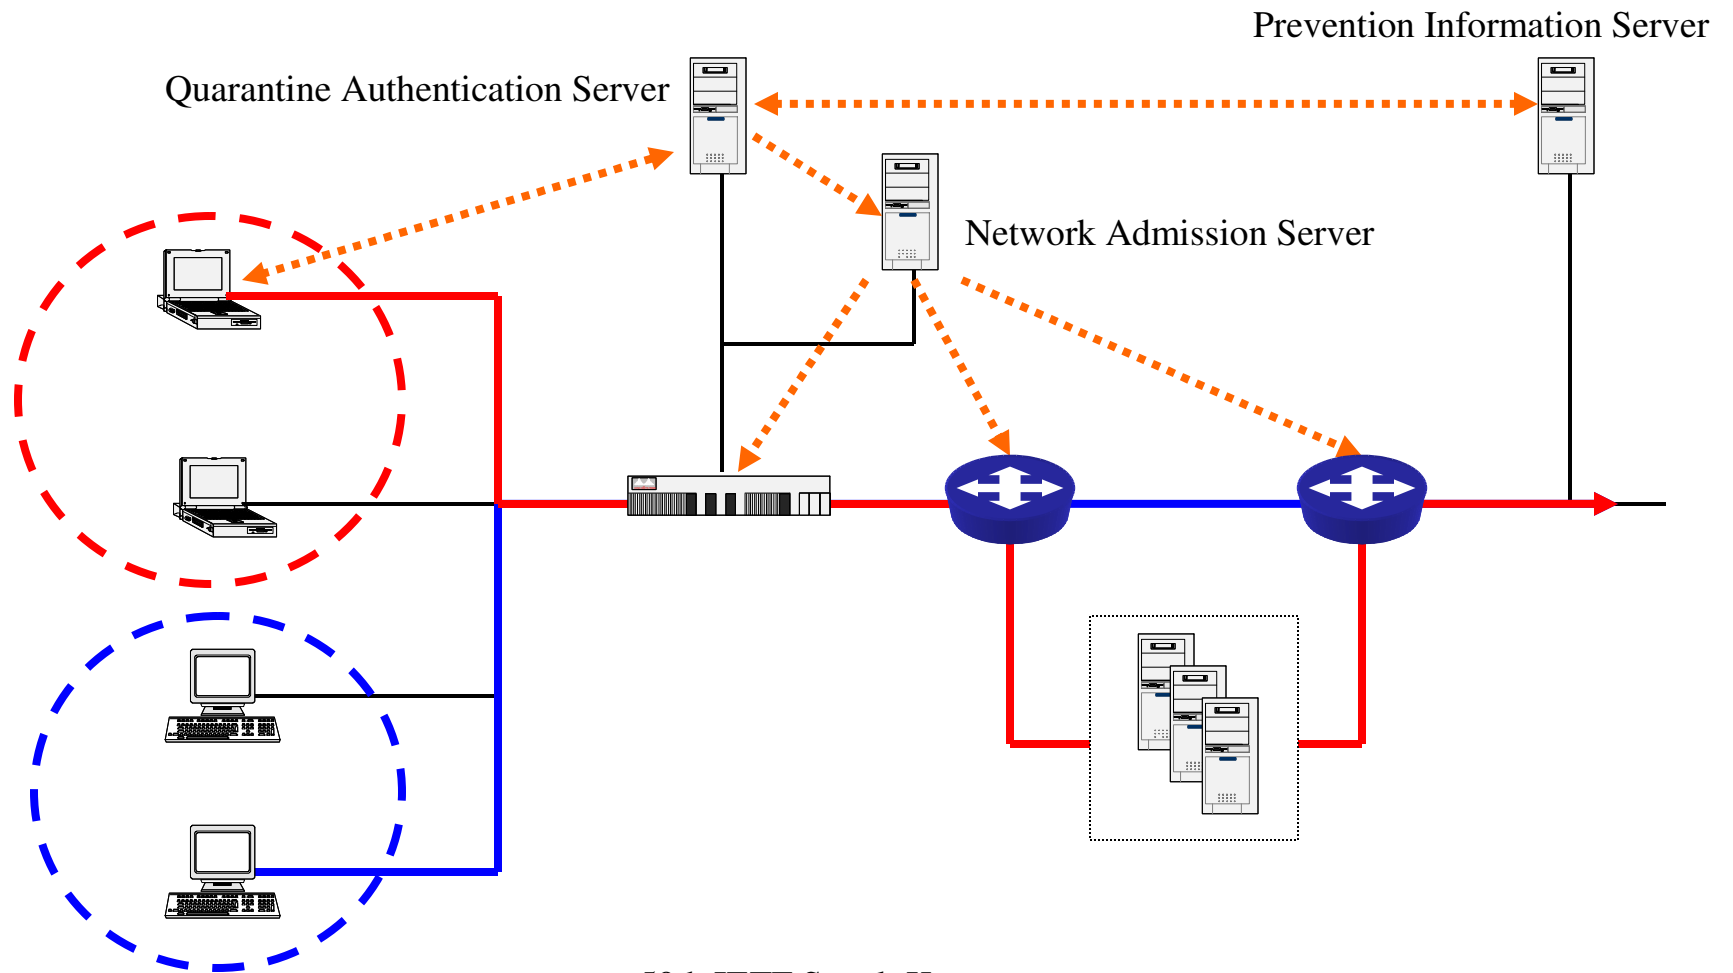 Prevention Information Server
Quarantine Authentication Server
Network Admission Server